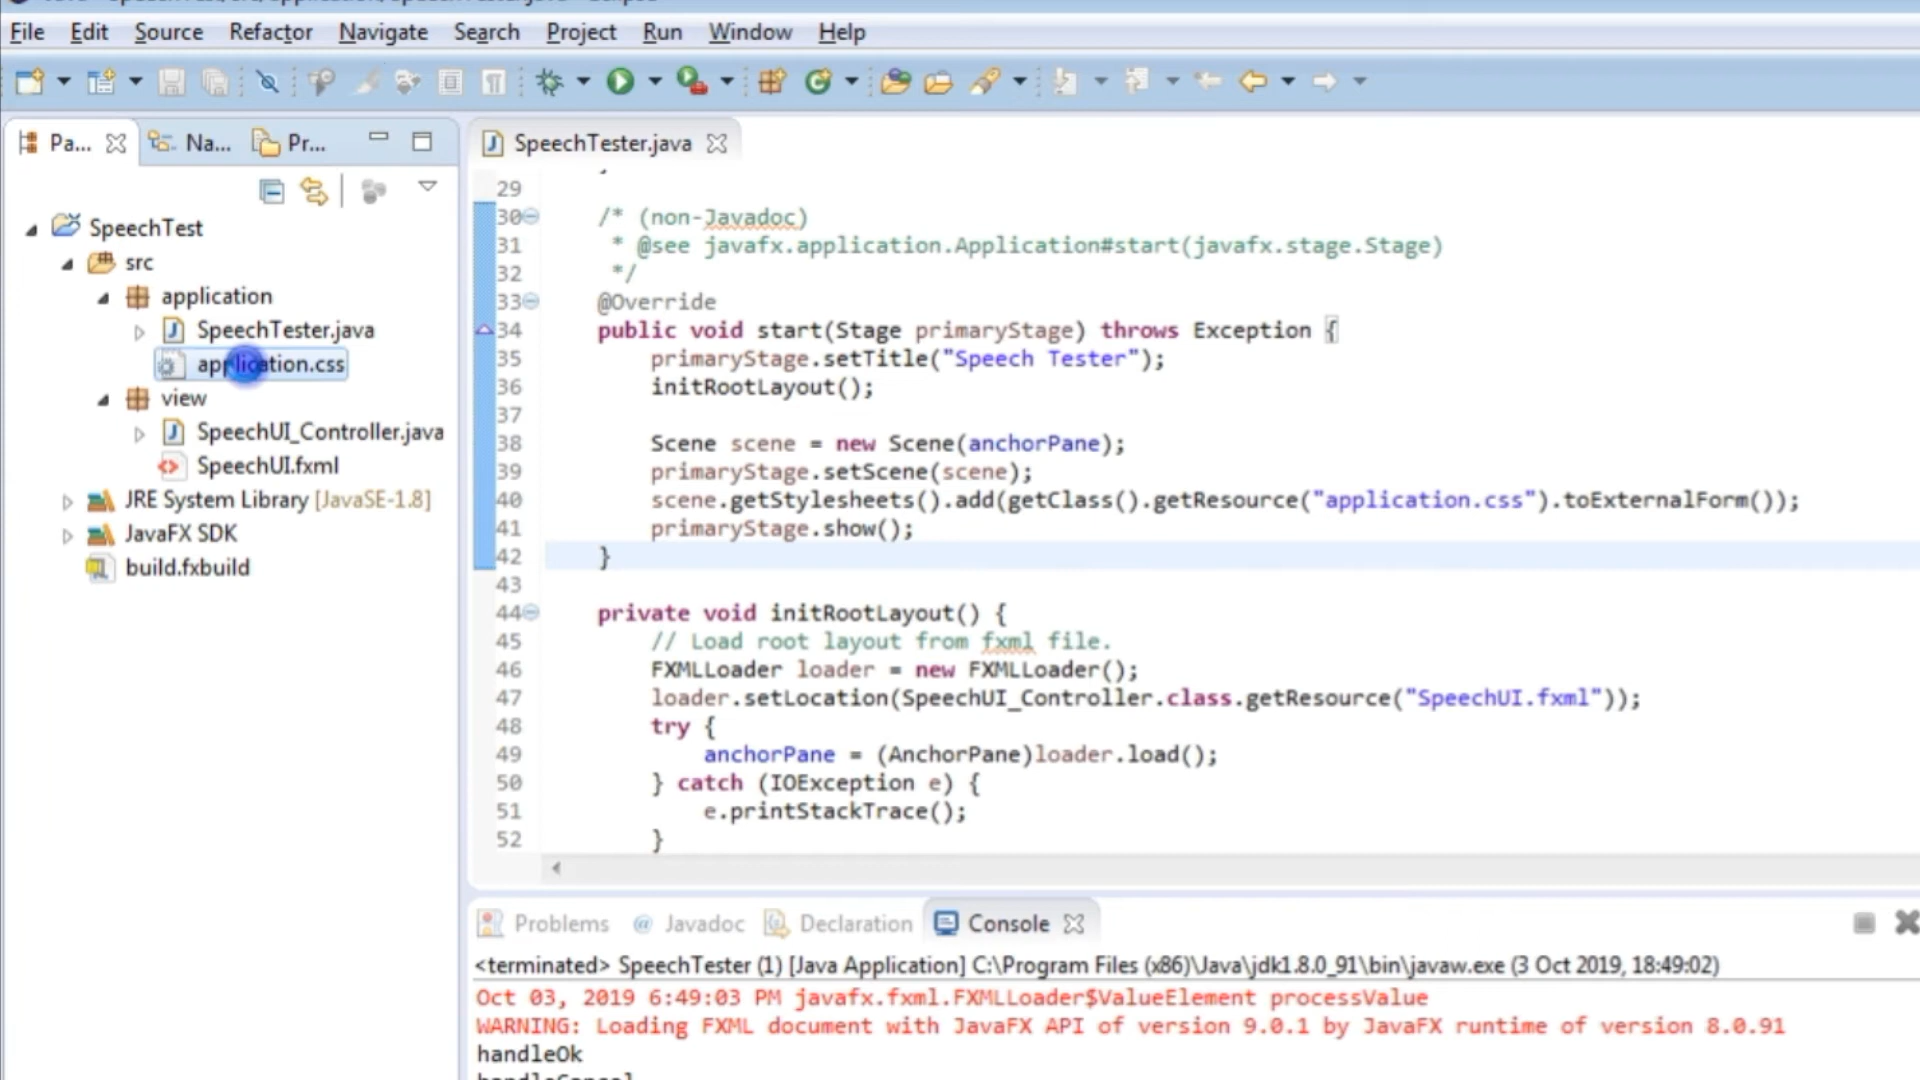 File Edit Source Refactor Navigate Search Project Run Window Help
Pa... Na... Pr...
SpeechTest
src
application
SpeechTester.java
application.css
view
SpeechUI_Controller.java
SpeechUI.fxml
JRE System Library [JavaSE-1.8]
JavaFX SDK
build.fxbuild
SpeechTester.java
29
30 /* (non-Javadoc)
31 * @see javafx.application.Application#start(javafx.stage.Stage)
32 */
33 @Override
34 public void start(Stage primaryStage) throws Exception {
35 primaryStage.setTitle("Speech Tester");
36 initRootLayout();
37
38 Scene scene = new Scene(anchorPane);
39 primaryStage.setScene(scene);
40 scene.getStylesheets().add(getClass().getResource("application.css").toExternalForm());
41 primaryStage.show();
42 }
43
44 private void initRootLayout() {
45 // Load root layout from fxml file.
46 FXMLLoader loader = new FXMLLoader();
47 loader.setLocation(SpeechUI_Controller.class.getResource("SpeechUI.fxml"));
48 try {
49 anchorPane = (AnchorPane)loader.load();
50 } catch (IOException e) {
51 e.printStackTrace();
52 }
Problems @ Javadoc Declaration Console
<terminated> SpeechTester (1) [Java Application] C:\Program Files (x86)\Java\jdk1.8.0_91\bin\javaw.exe (3 Oct 2019, 18:49:02)
Oct 03, 2019 6:49:03 PM javafx.fxml.FXMLLoader$ValueElement processValue
WARNING: Loading FXML document with JavaFX API of version 9.0.1 by JavaFX runtime of version 8.0.91
handleOk